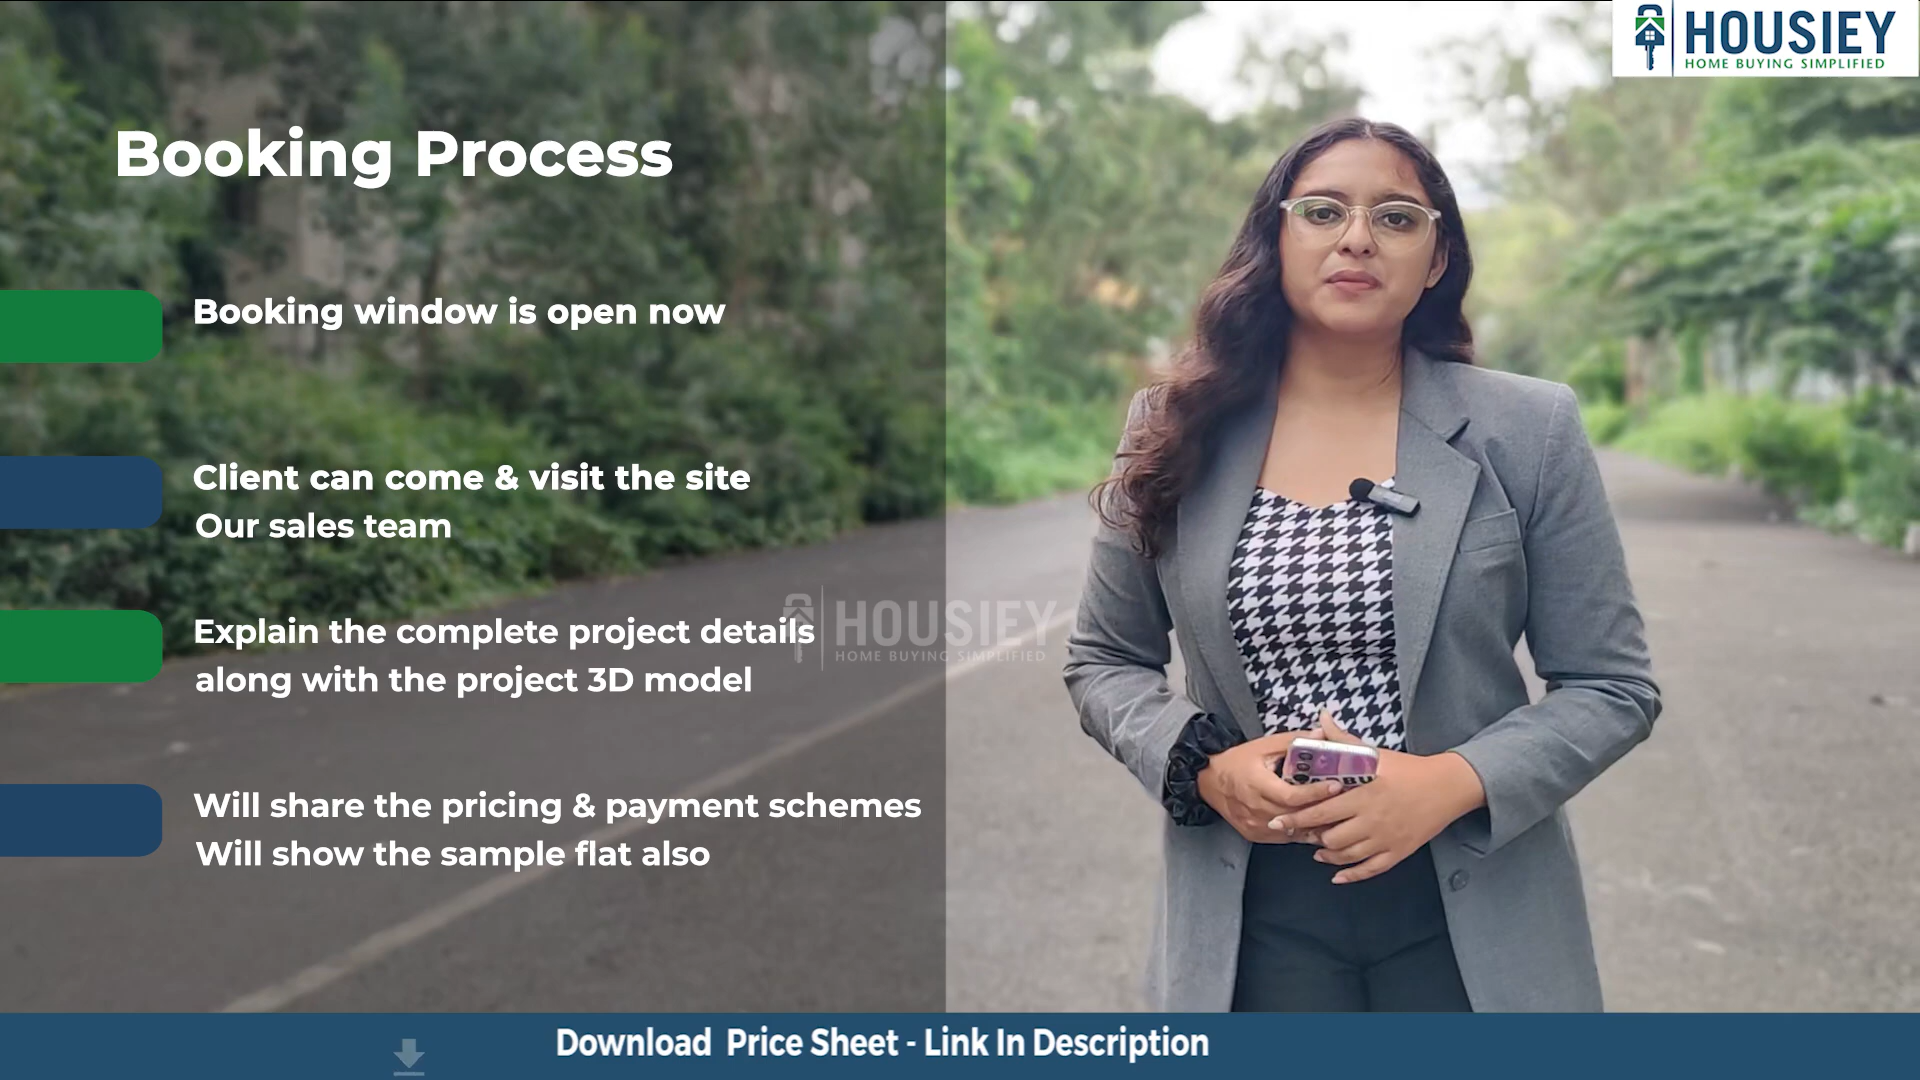 HOUSIEY
HOME BUYING SIMPLIFIED
Booking Process
Booking window is open now
Client can come & visit the site
Our sales team
Explain the complete project details
along with the project 3D model
HOUSIEY
HOME BUYING SIMPLIFIED
Will share the pricing & payment schemes
Will show the sample flat also
Download Price Sheet - Link In Description